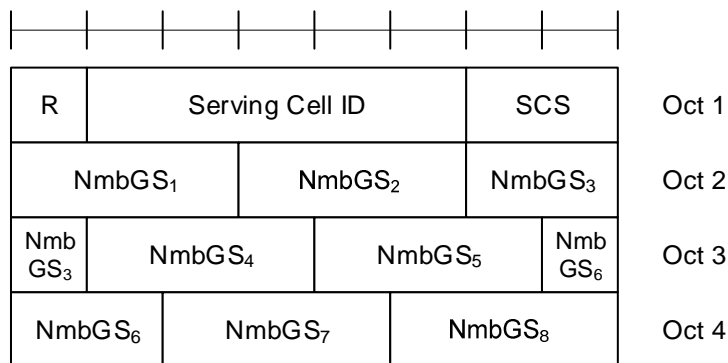 R Serving Cell ID SCS Oct 1
NmbGS₁ NmbGS₂ NmbGS₃ Oct 2
Nmb GS₃ NmbGS₄ NmbGS₅ Nmb GS₆ Oct 3
NmbGS₆ NmbGS₇ NmbGS₈ Oct 4